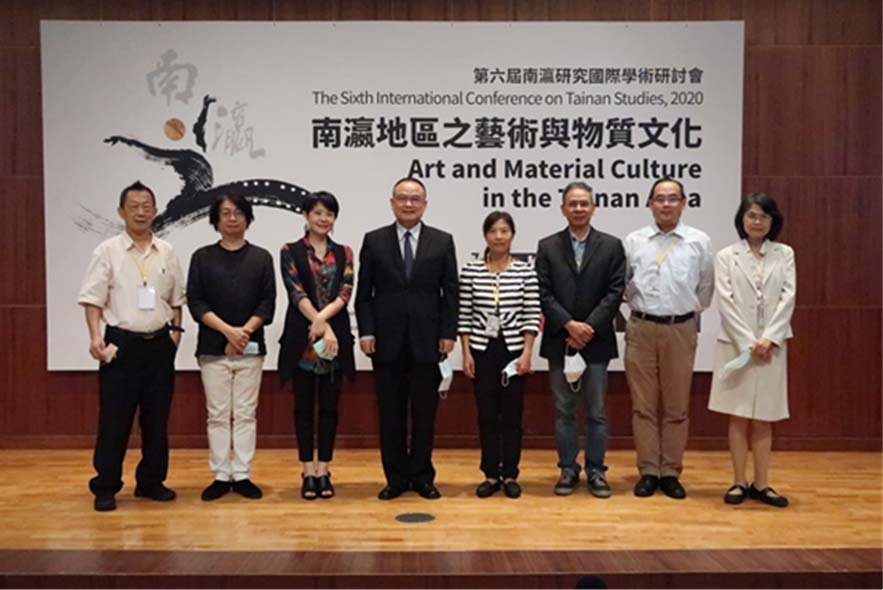 南瀛
第六屆南瀛研究國際學術研討會
The Sixth International Conference on Tainan Studies, 2020
南瀛地區之藝術與物質文化
Art and Material Culture
in the